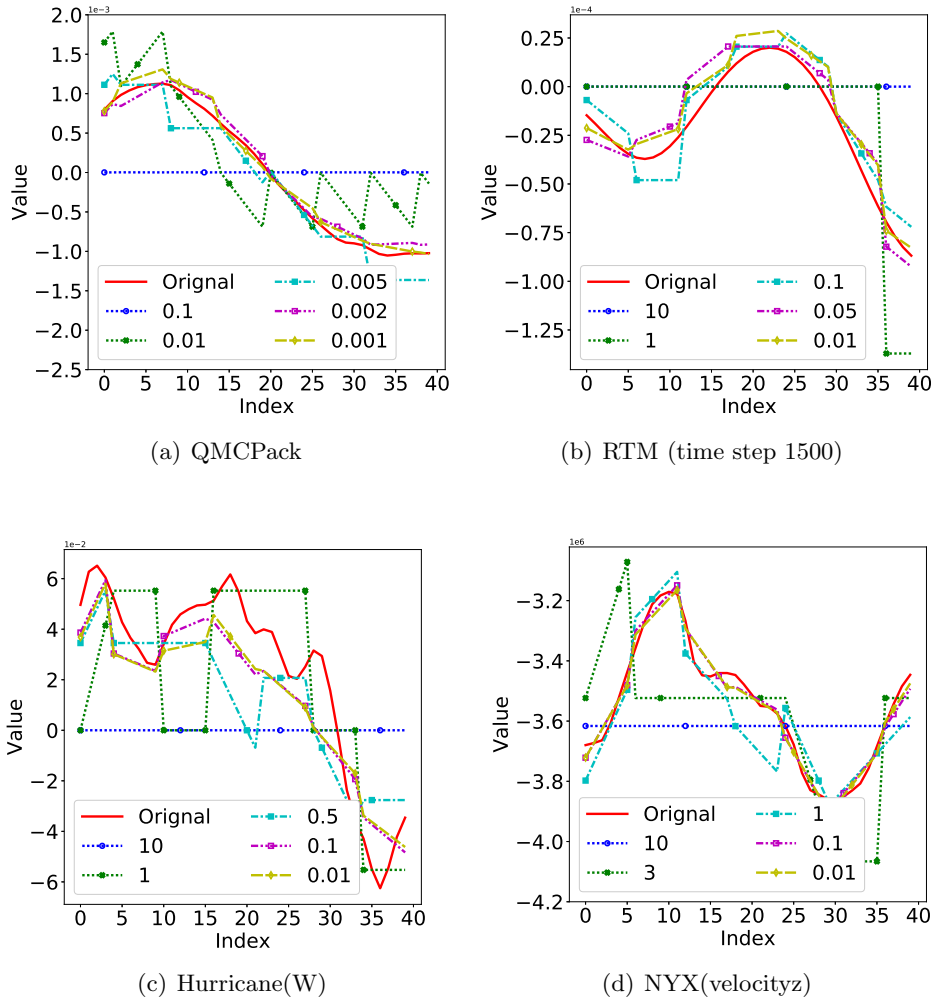 1e−3
2.0
1.5
1.0
0.5
0.0
−0.5
−1.0
−1.5
−2.0
−2.5
Value
Orignal
0.1
0.01
0.005
0.002
0.001
0 5 10 15 20 25 30 35 40
Index
(a) QMCPack
1e−4
0.25
0.00
−0.25
−0.50
−0.75
−1.00
−1.25
Value
Orignal
10
1
0.1
0.05
0.01
0 5 10 15 20 25 30 35 40
Index
(b) RTM (time step 1500)
1e−2
6
4
2
0
−2
−4
−6
Value
Orignal
10
1
0.5
0.1
0.01
0 5 10 15 20 25 30 35 40
Index
(c) Hurricane(W)
1e6
−3.2
−3.4
−3.6
−3.8
−4.0
−4.2
Value
Orignal
10
3
1
0.1
0.01
0 5 10 15 20 25 30 35 40
Index
(d) NYX(velocityz)